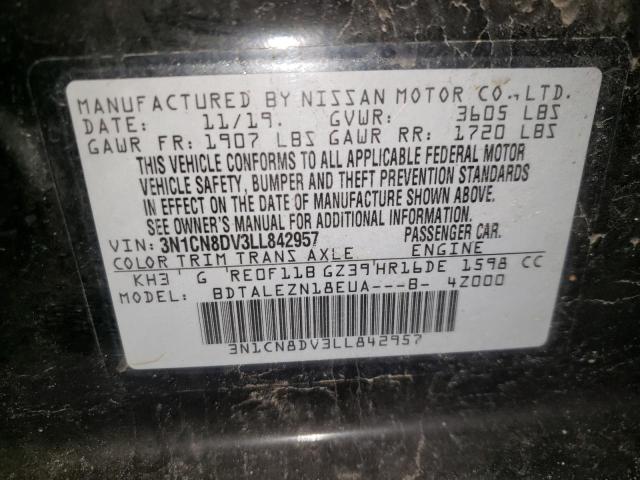 MANUFACTURED BY NISSAN MOTOR CO.,LTD.
DATE: 11/19. GVWR: 3605 LBS
GAWR FR: 1907 LBS GAWR RR: 1720 LBS
THIS VEHICLE CONFORMS TO ALL APPLICABLE FEDERAL MOTOR
VEHICLE SAFETY, BUMPER AND THEFT PREVENTION STANDARDS
IN EFFECT ON THE DATE OF MANUFACTURE SHOWN ABOVE.
SEE OWNER'S MANUAL FOR ADDITIONAL INFORMATION.
VIN: 3N1CN8DV3LL842957 PASSENGER CAR.
COLOR TRIM TRANS AXLE ENGINE
KH3' G 'RE0F11B GZ39'HR16DE 1598 CC
MODEL: BDTALEZN18EUA---B- 4Z000
3N1CN8DV3LL842957